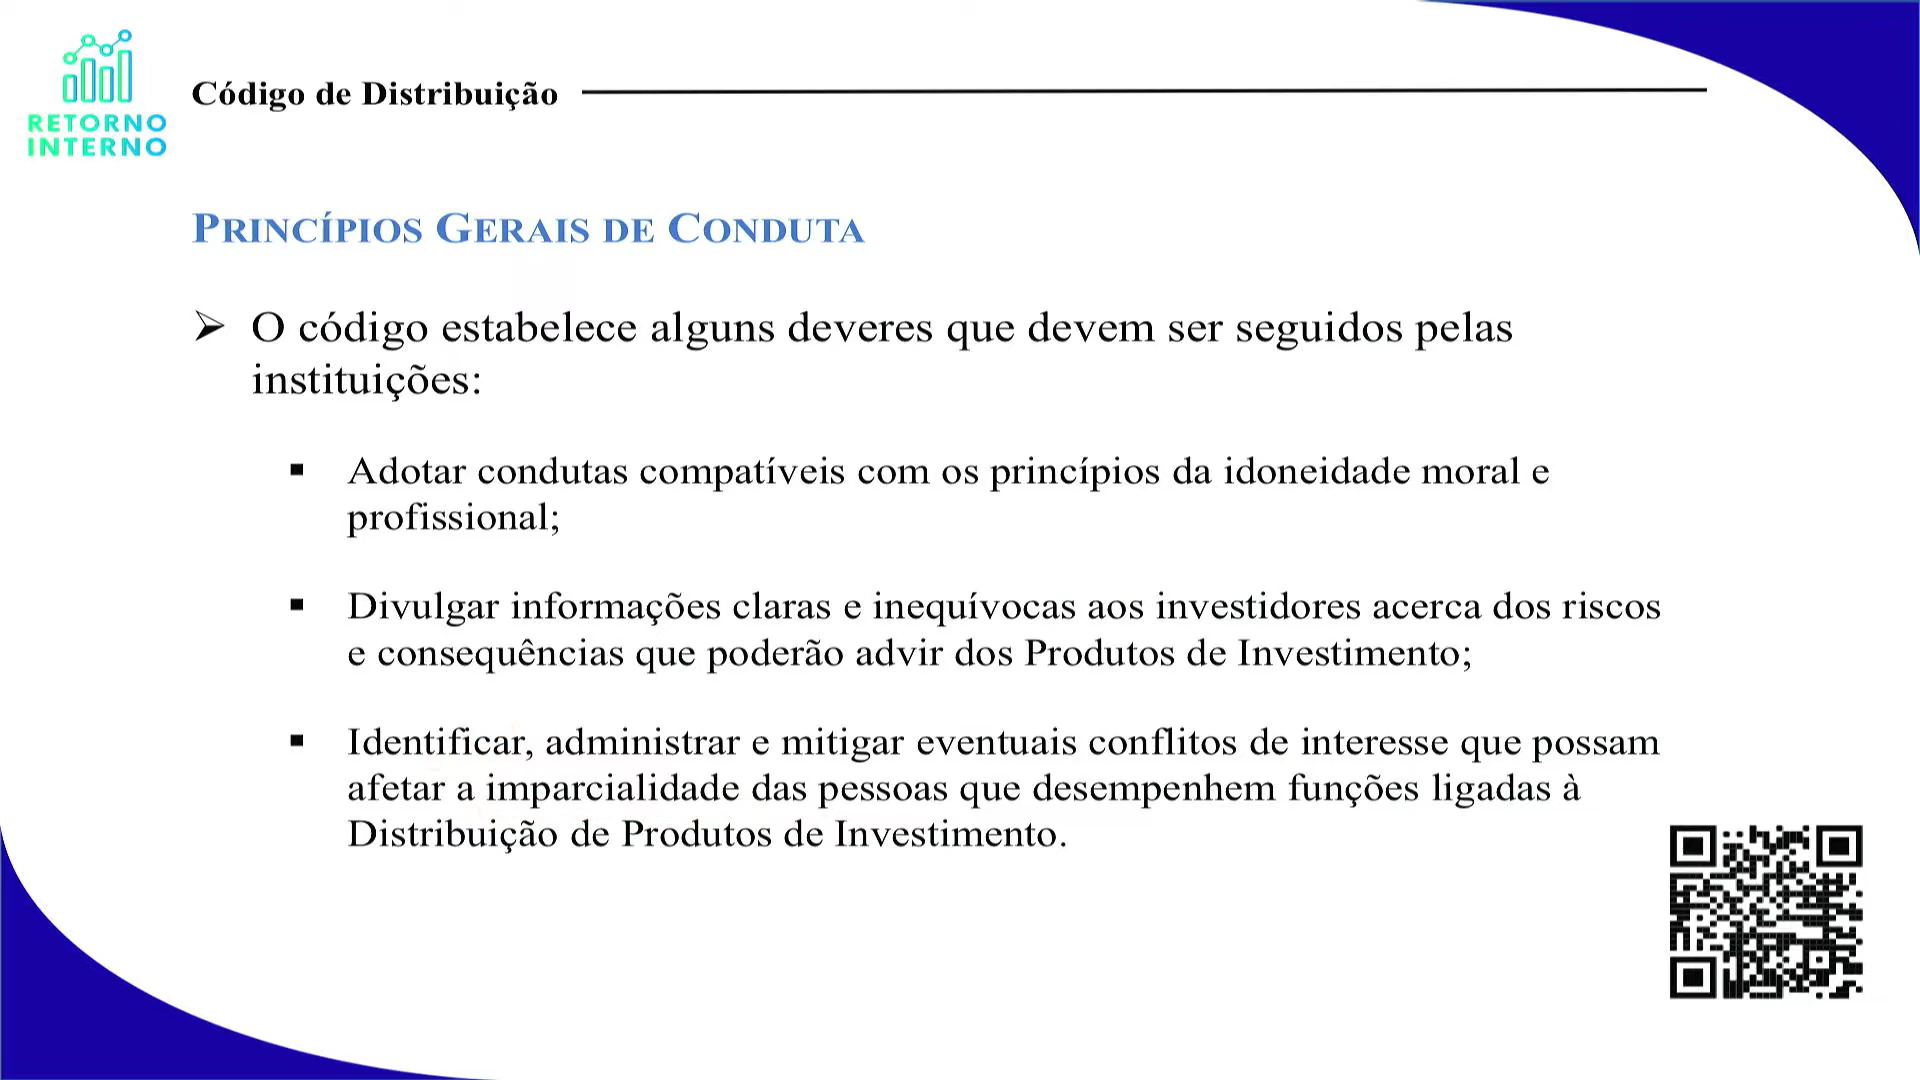 RETORNO
INTERNO
Código de Distribuição
PRINCÍPIOS GERAIS DE CONDUTA
➢ O código estabelece alguns deveres que devem ser seguidos pelas
instituições:
▪ Adotar condutas compatíveis com os princípios da idoneidade moral e
profissional;
▪ Divulgar informações claras e inequívocas aos investidores acerca dos riscos
e consequências que poderão advir dos Produtos de Investimento;
▪ Identificar, administrar e mitigar eventuais conflitos de interesse que possam
afetar a imparcialidade das pessoas que desempenhem funções ligadas à
Distribuição de Produtos de Investimento.